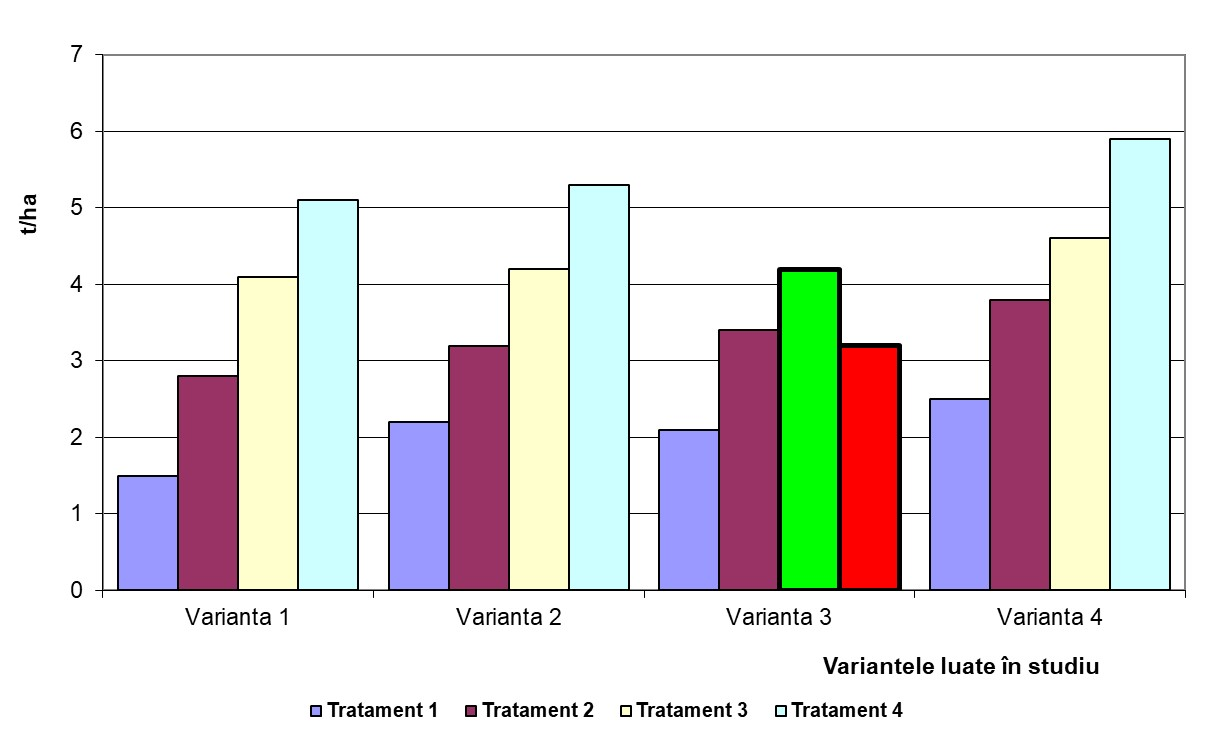 7
6
5
4
3
2
1
0
t/ha
Varianta 1 Varianta 2 Varianta 3 Varianta 4
Variantele luate în studiu
Tratament 1 Tratament 2 Tratament 3 Tratament 4